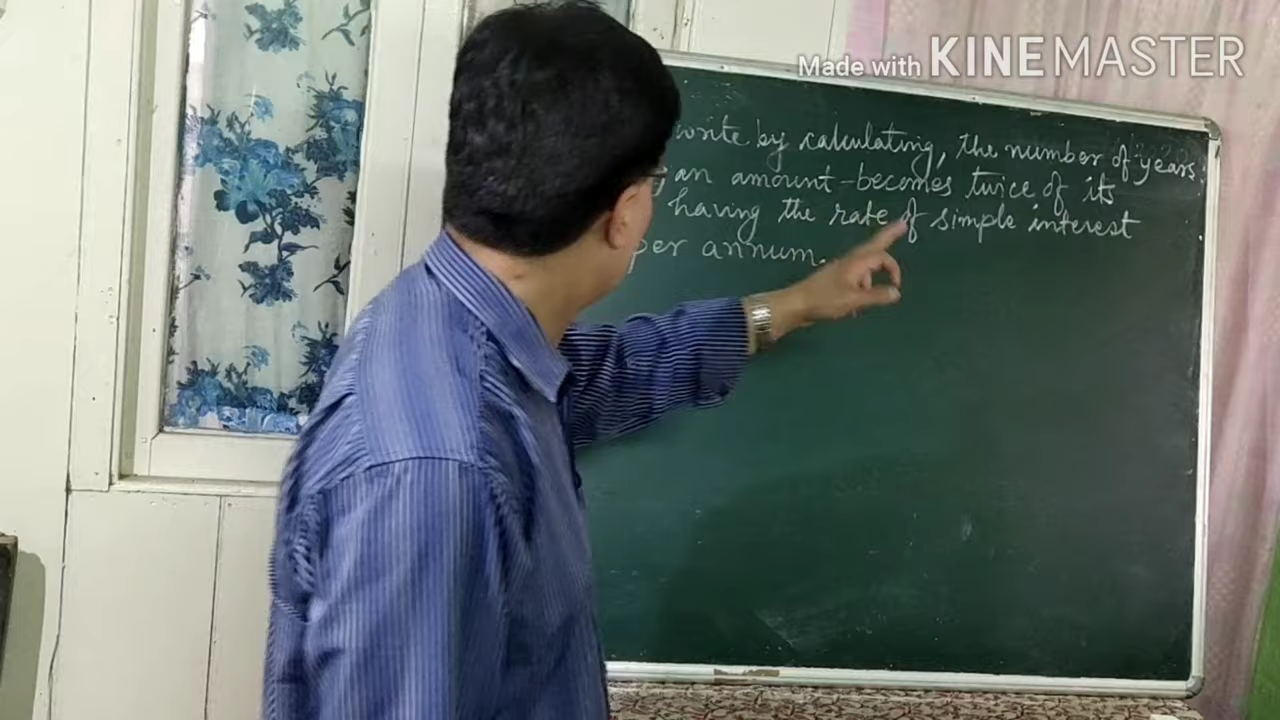 Made with KINEMASTER
write by calculating, the number of years
an amount becomes twice of its
having the rate of simple interest
per annum.